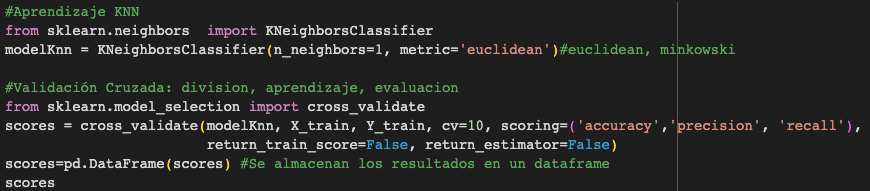 #Aprendizaje KNN
from sklearn.neighbors  import KNeighborsClassifier
modelKnn = KNeighborsClassifier(n_neighbors=1, metric='euclidean')#euclidean, minkowski

#Validación Cruzada: division, aprendizaje, evaluacion
from sklearn.model_selection import cross_validate
scores = cross_validate(modelKnn, X_train, Y_train, cv=10, scoring=('accuracy','precision', 'recall'),
                        return_train_score=False, return_estimator=False)
scores=pd.DataFrame(scores) #Se almacenan los resultados en un dataframe
scores